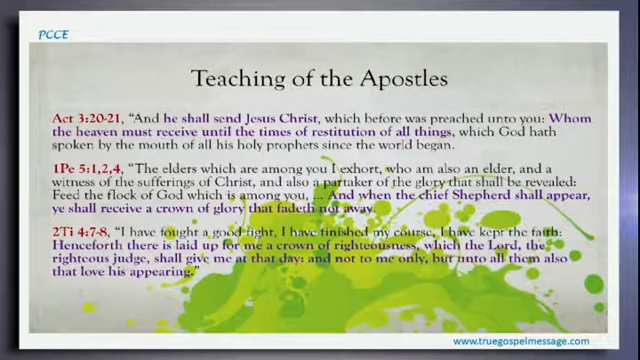 PCCE
Teaching of the Apostles
Act 3:20-21, “And he shall send Jesus Christ, which before was preached unto you: Whom
the heaven must receive until the times of restitution of all things, which God hath
spoken by the mouth of all his holy prophets since the world began.
1Pe 5:1,2,4, “The elders which are among you I exhort, who am also an elder, and a
witness of the sufferings of Christ, and also a partaker of the glory that shall be revealed:
Feed the flock of God which is among you, ... And when the chief Shepherd shall appear,
ye shall receive a crown of glory that fadeth not away.
2Ti 4:7-8, “I have fought a good fight, I have finished my course, I have kept the faith:
Henceforth there is laid up for me a crown of righteousness, which the Lord, the
righteous judge, shall give me at that day: and not to me only, but unto all them also
that love his appearing.”
www.truegospelmessage.com